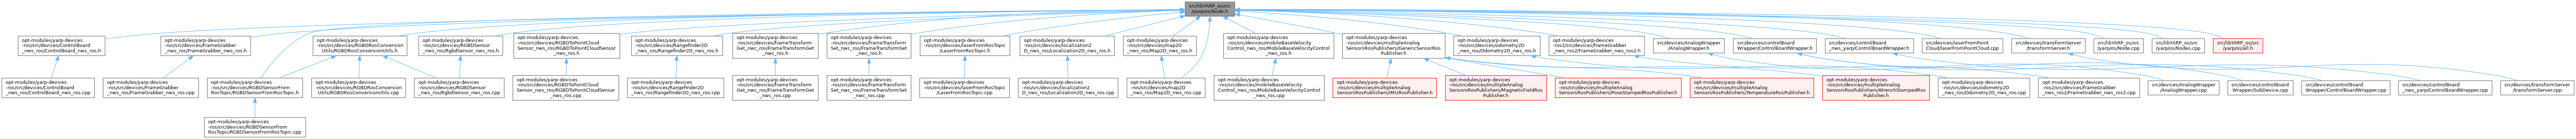 src/libYARP_os/src
/yarp/os/Node.h
opt-modules/yarp-devices
-ros/src/devices/ControlBoard
_nws_ros/ControlBoard_nws_ros.h
opt-modules/yarp-devices
-ros/src/devices/FrameGrabber
_nws_ros/FrameGrabber_nws_ros.h
opt-modules/yarp-devices
-ros/src/devices/RGBDRosConversion
Utils/RGBDRosConversionUtils.h
opt-modules/yarp-devices
-ros/src/devices/RGBDSensor
_nws_ros/RgbdSensor_nws_ros.h
opt-modules/yarp-devices
-ros/src/devices/RGBDToPointCloud
Sensor_nws_ros/RGBDToPointCloudSensor
_nws_ros.h
opt-modules/yarp-devices
-ros/src/devices/Rangefinder2D
_nws_ros/Rangefinder2D_nws_ros.h
opt-modules/yarp-devices
-ros/src/devices/frameTransform
Get_nwc_ros/FrameTransformGet
_nwc_ros.h
opt-modules/yarp-devices
-ros/src/devices/frameTransform
Set_nwc_ros/FrameTransformSet
_nwc_ros.h
opt-modules/yarp-devices
-ros/src/devices/laserFromRosTopic
/LaserFromRosTopic.h
opt-modules/yarp-devices
-ros/src/devices/localization2
D_nws_ros/Localization2D_nws_ros.h
opt-modules/yarp-devices
-ros/src/devices/map2D
_nws_ros/Map2D_nws_ros.h
opt-modules/yarp-devices
-ros/src/devices/mobileBaseVelocity
Control_nws_ros/MobileBaseVelocityControl
_nws_ros.h
opt-modules/yarp-devices
-ros/src/devices/multipleAnalog
SensorsRosPublishers/GenericSensorRos
Publisher.h
opt-modules/yarp-devices
-ros/src/devices/odometry2D
_nws_ros/Odometry2D_nws_ros.h
opt-modules/yarp-devices
-ros2/src/devices/frameGrabber
_nws_ros2/FrameGrabber_nws_ros2.h
src/devices/AnalogWrapper
/AnalogWrapper.h
src/devices/controlBoard
Wrapper/ControlBoardWrapper.h
src/devices/controlBoard
_nws_yarp/ControlBoardWrapper.h
src/devices/laserFromPoint
Cloud/laserFromPointCloud.cpp
src/devices/transformServer
/transformServer.h
src/libYARP_os/src
/yarp/os/Node.cpp
src/libYARP_os/src
/yarp/os/Nodes.cpp
src/libYARP_os/src
/yarp/os/all.h
opt-modules/yarp-devices
-ros/src/devices/ControlBoard
_nws_ros/ControlBoard_nws_ros.cpp
opt-modules/yarp-devices
-ros/src/devices/FrameGrabber
_nws_ros/FrameGrabber_nws_ros.cpp
opt-modules/yarp-devices
-ros/src/devices/RGBDSensorFrom
RosTopic/RGBDSensorFromRosTopic.h
opt-modules/yarp-devices
-ros/src/devices/RGBDRosConversion
Utils/RGBDRosConversionUtils.cpp
opt-modules/yarp-devices
-ros/src/devices/RGBDSensor
_nws_ros/RgbdSensor_nws_ros.cpp
opt-modules/yarp-devices
-ros/src/devices/RGBDToPointCloud
Sensor_nws_ros/RGBDToPointCloudSensor
_nws_ros.cpp
opt-modules/yarp-devices
-ros/src/devices/Rangefinder2D
_nws_ros/Rangefinder2D_nws_ros.cpp
opt-modules/yarp-devices
-ros/src/devices/frameTransform
Get_nwc_ros/FrameTransformGet
_nwc_ros.cpp
opt-modules/yarp-devices
-ros/src/devices/frameTransform
Set_nwc_ros/FrameTransformSet
_nwc_ros.cpp
opt-modules/yarp-devices
-ros/src/devices/laserFromRosTopic
/LaserFromRosTopic.cpp
opt-modules/yarp-devices
-ros/src/devices/localization2
D_nws_ros/Localization2D_nws_ros.cpp
opt-modules/yarp-devices
-ros/src/devices/map2D
_nws_ros/Map2D_nws_ros.cpp
opt-modules/yarp-devices
-ros/src/devices/mobileBaseVelocity
Control_nws_ros/MobileBaseVelocityControl
_nws_ros.cpp
opt-modules/yarp-devices
-ros/src/devices/multipleAnalog
SensorsRosPublishers/IMURosPublisher.h
opt-modules/yarp-devices
-ros/src/devices/multipleAnalog
SensorsRosPublishers/MagneticFieldRos
Publisher.h
opt-modules/yarp-devices
-ros/src/devices/multipleAnalog
SensorsRosPublishers/PoseStampedRosPublisher.h
opt-modules/yarp-devices
-ros/src/devices/multipleAnalog
SensorsRosPublishers/TemperatureRosPublisher.h
opt-modules/yarp-devices
-ros/src/devices/multipleAnalog
SensorsRosPublishers/WrenchStampedRos
Publisher.h
opt-modules/yarp-devices
-ros/src/devices/odometry2D
_nws_ros/Odometry2D_nws_ros.cpp
opt-modules/yarp-devices
-ros2/src/devices/frameGrabber
_nws_ros2/FrameGrabber_nws_ros2.cpp
src/devices/AnalogWrapper
/AnalogWrapper.cpp
src/devices/controlBoard
Wrapper/SubDevice.cpp
src/devices/controlBoard
Wrapper/ControlBoardWrapper.cpp
src/devices/controlBoard
_nws_yarp/ControlBoardWrapper.cpp
src/devices/transformServer
/transformServer.cpp
opt-modules/yarp-devices
-ros/src/devices/RGBDSensorFrom
RosTopic/RGBDSensorFromRosTopic.cpp